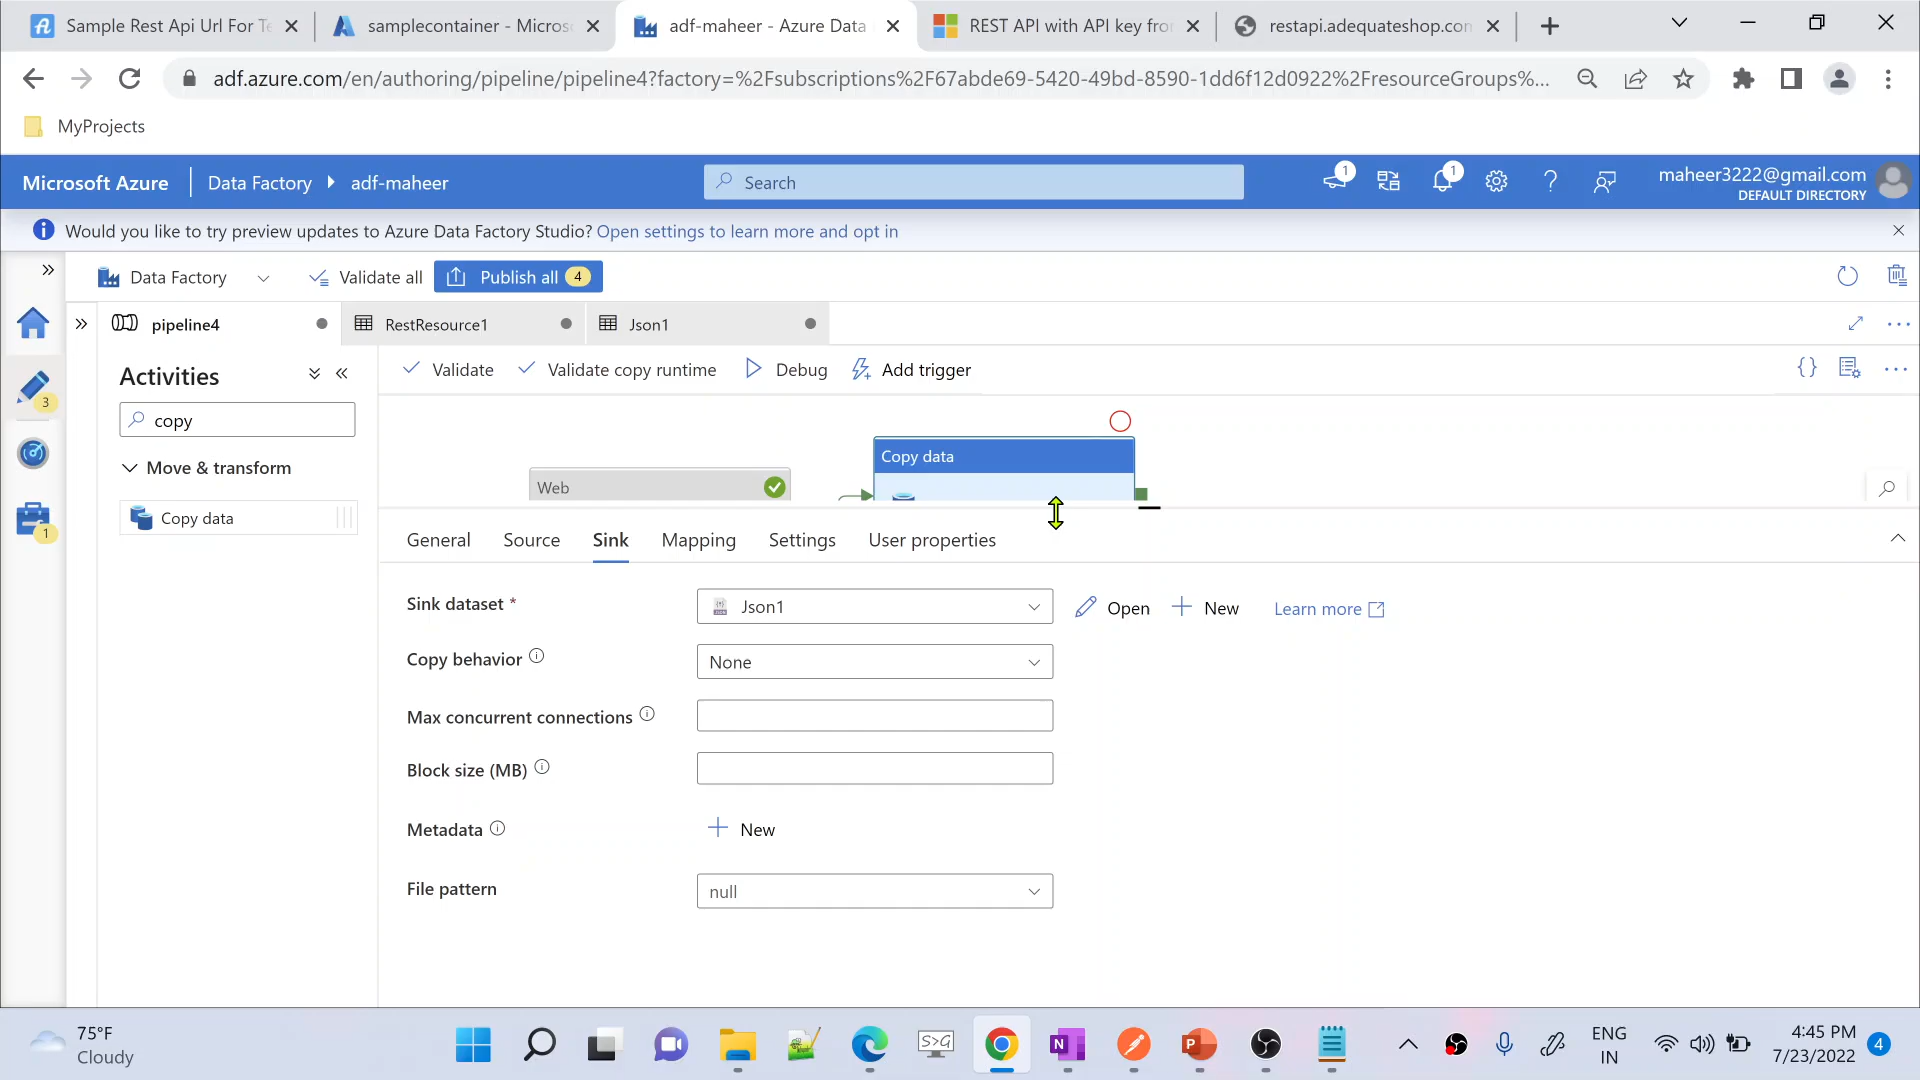 Sample Rest Api Url For Te
samplecontainer - Micros
adf-maheer - Azure Data
REST API with API key fro
restapi.adequateshop.com
adf.azure.com/en/authoring/pipeline/pipeline4?factory=%2Fsubscriptions%2F67abde69-5420-49bd-8590-1dd6f12d0922%2FresourceGroups%...
MyProjects
Microsoft Azure
Data Factory
adf-maheer
Search
1
1
maheer3222@gmail.com
DEFAULT DIRECTORY
Would you like to try preview updates to Azure Data Factory Studio? Open settings to learn more and opt in
Data Factory
Validate all
Publish all 4
pipeline4
RestResource1
Json1
Activities
copy
Move & transform
Copy data
3
1
Validate
Validate copy runtime
Debug
Add trigger
Copy data
Web
General
Source
Sink
Mapping
Settings
User properties
Sink dataset *
Json1
Open
New
Learn more
Copy behavior
None
Max concurrent connections
Block size (MB)
Metadata
New
File pattern
null
75°F
Cloudy
S>G
N
P
ENG
IN
4:45 PM
7/23/2022
4